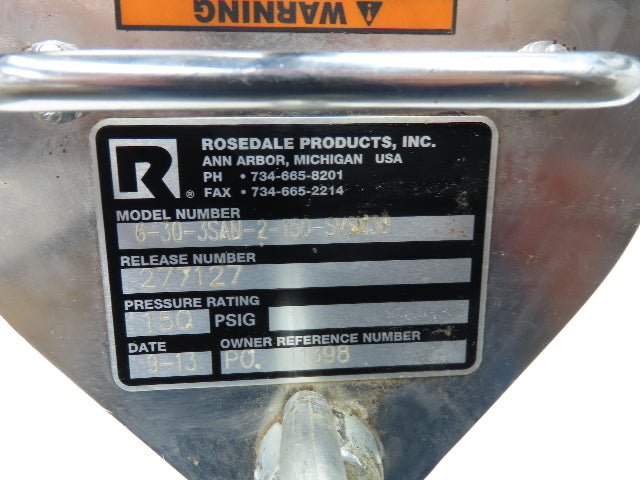 WARNING
R®
ROSEDALE PRODUCTS, INC.
ANN ARBOR, MICHIGAN USA
PH • 734-665-8201
FAX • 734-665-2214
MODEL NUMBER
RELEASE NUMBER
277127
PRESSURE RATING
150 PSIG
DATE OWNER REFERENCE NUMBER
9-13 PO. 11398